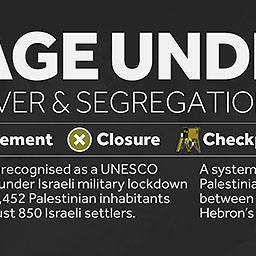 AGE UNDE
VER & SEGREGATIO
ement Closure Check
recognised as a UNESCO
under Israeli military lockdown
,452 Palestinian inhabitants
ust 850 Israeli settlers.
A system
Palestinia
between
Hebron's